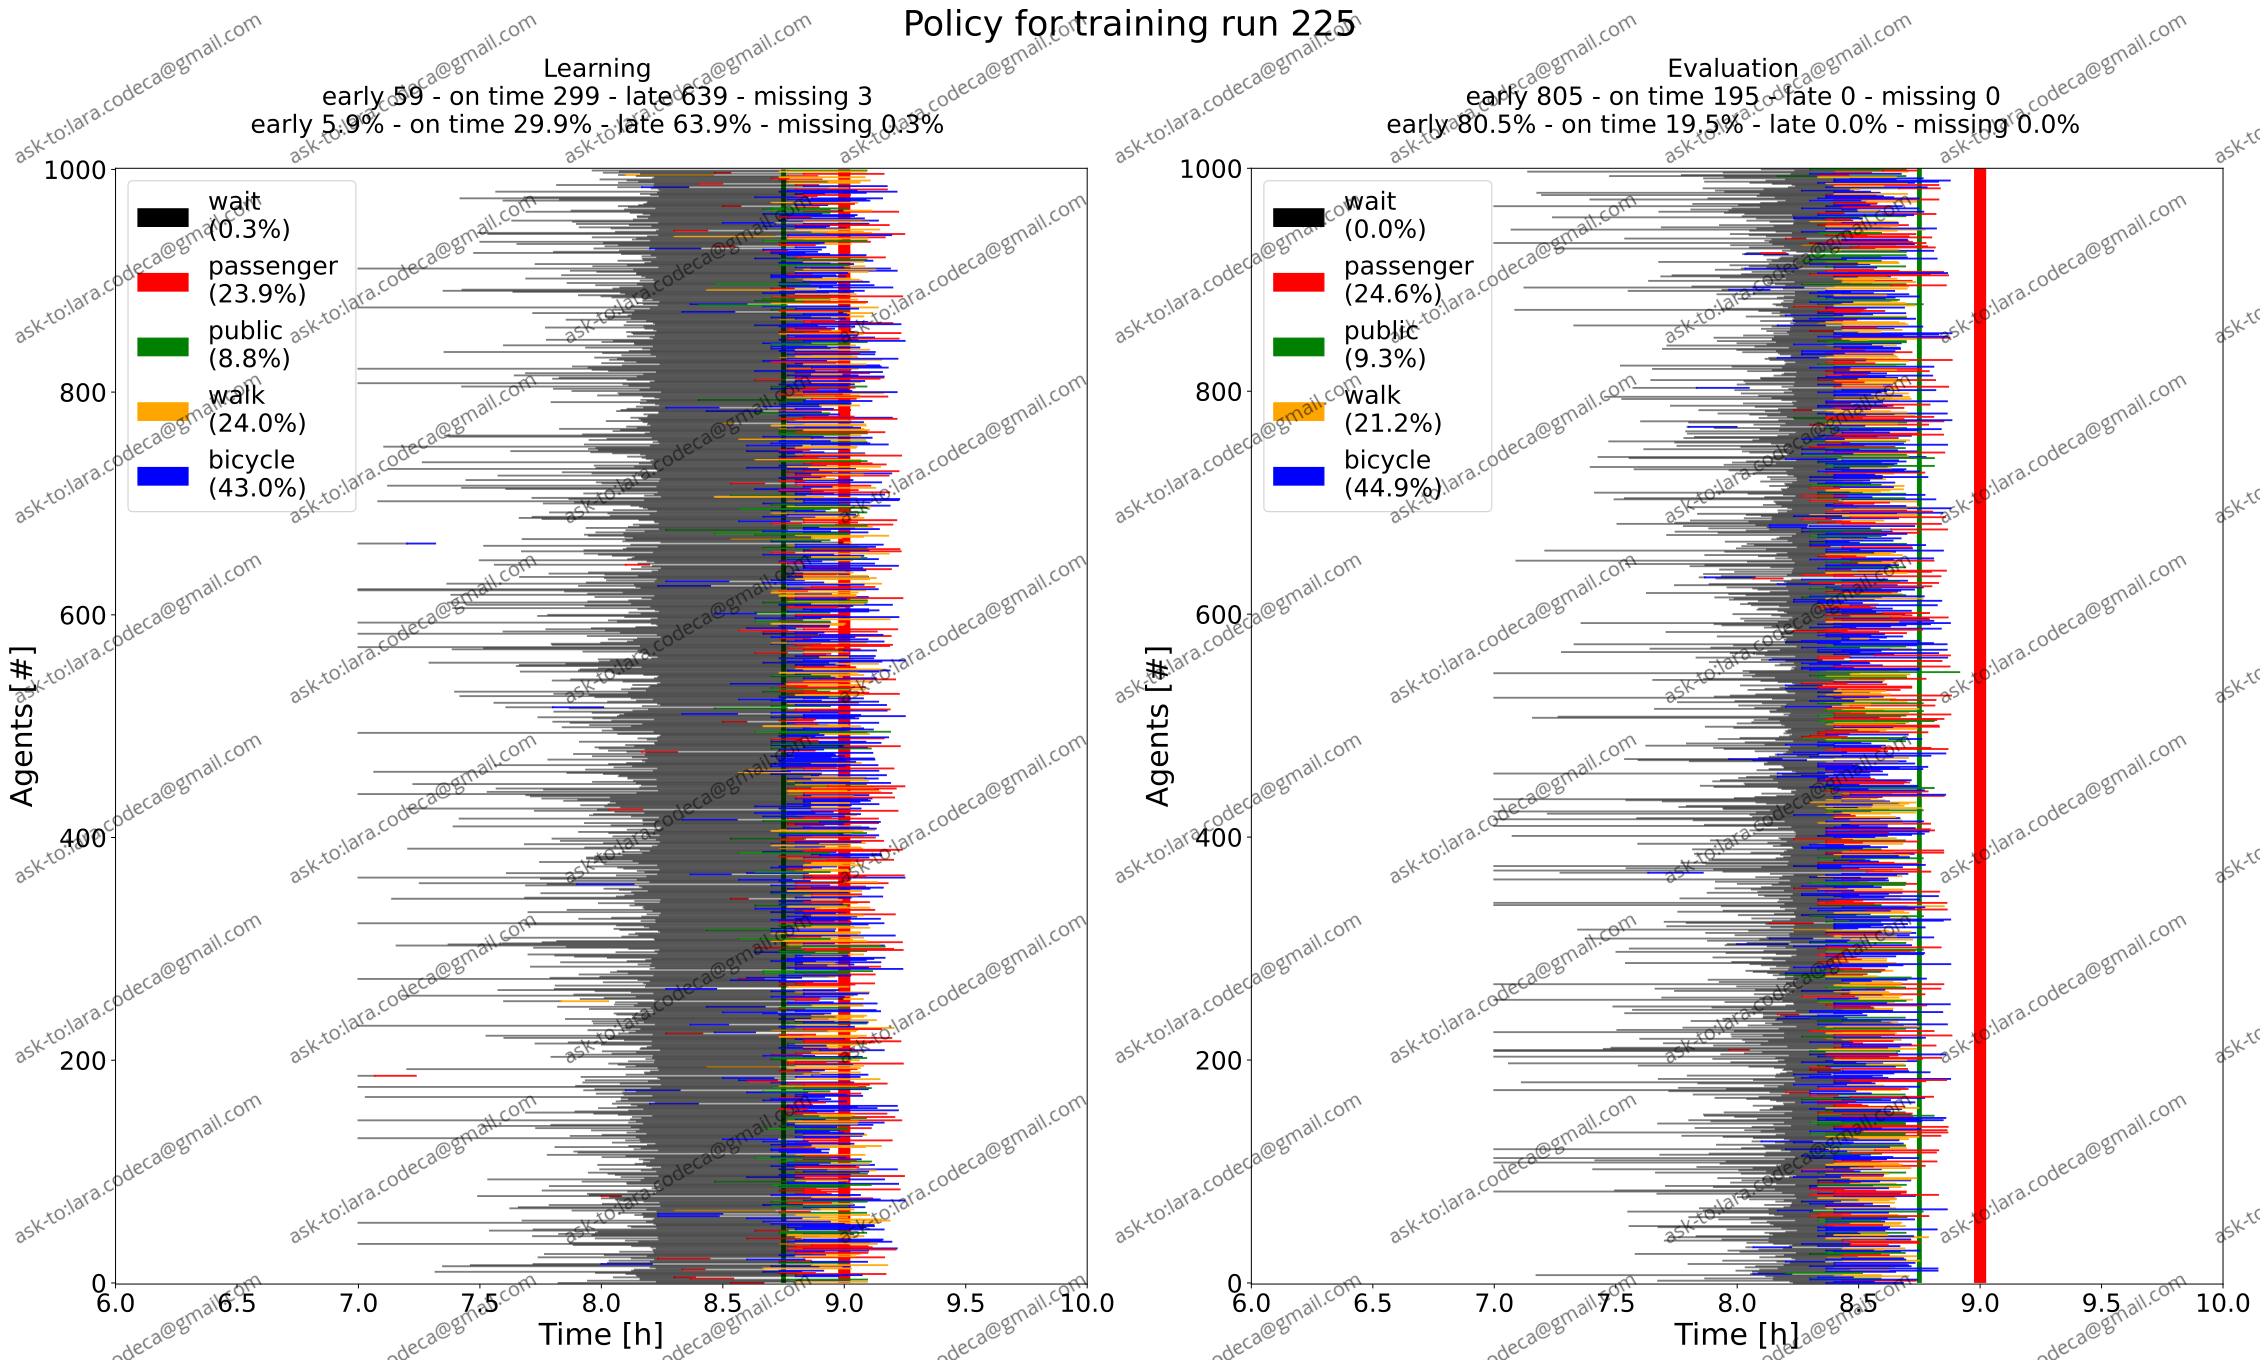 Policy for training run 225
Learning
early 59 - on time 299 - late 639 - missing 3
early 5.9% - on time 29.9% - late 63.9% - missing 0.3%
wait
(0.3%)
passenger
(23.9%)
public
(8.8%)
walk
(24.0%)
bicycle
(43.0%)
Agents [#]
1000
800
600
400
200
0
6.0 6.5 7.0 7.5 8.0 8.5 9.0 9.5 10.0
Time [h]
Evaluation
early 805 - on time 195 - late 0 - missing 0
early 80.5% - on time 19.5% - late 0.0% - missing 0.0%
wait
(0.0%)
passenger
(24.6%)
public
(9.3%)
walk
(21.2%)
bicycle
(44.9%)
Agents [#]
1000
800
600
400
200
0
6.0 6.5 7.0 7.5 8.0 8.5 9.0 9.5 10.0
Time [h]
ask-to:lara.codeca@gmail.com